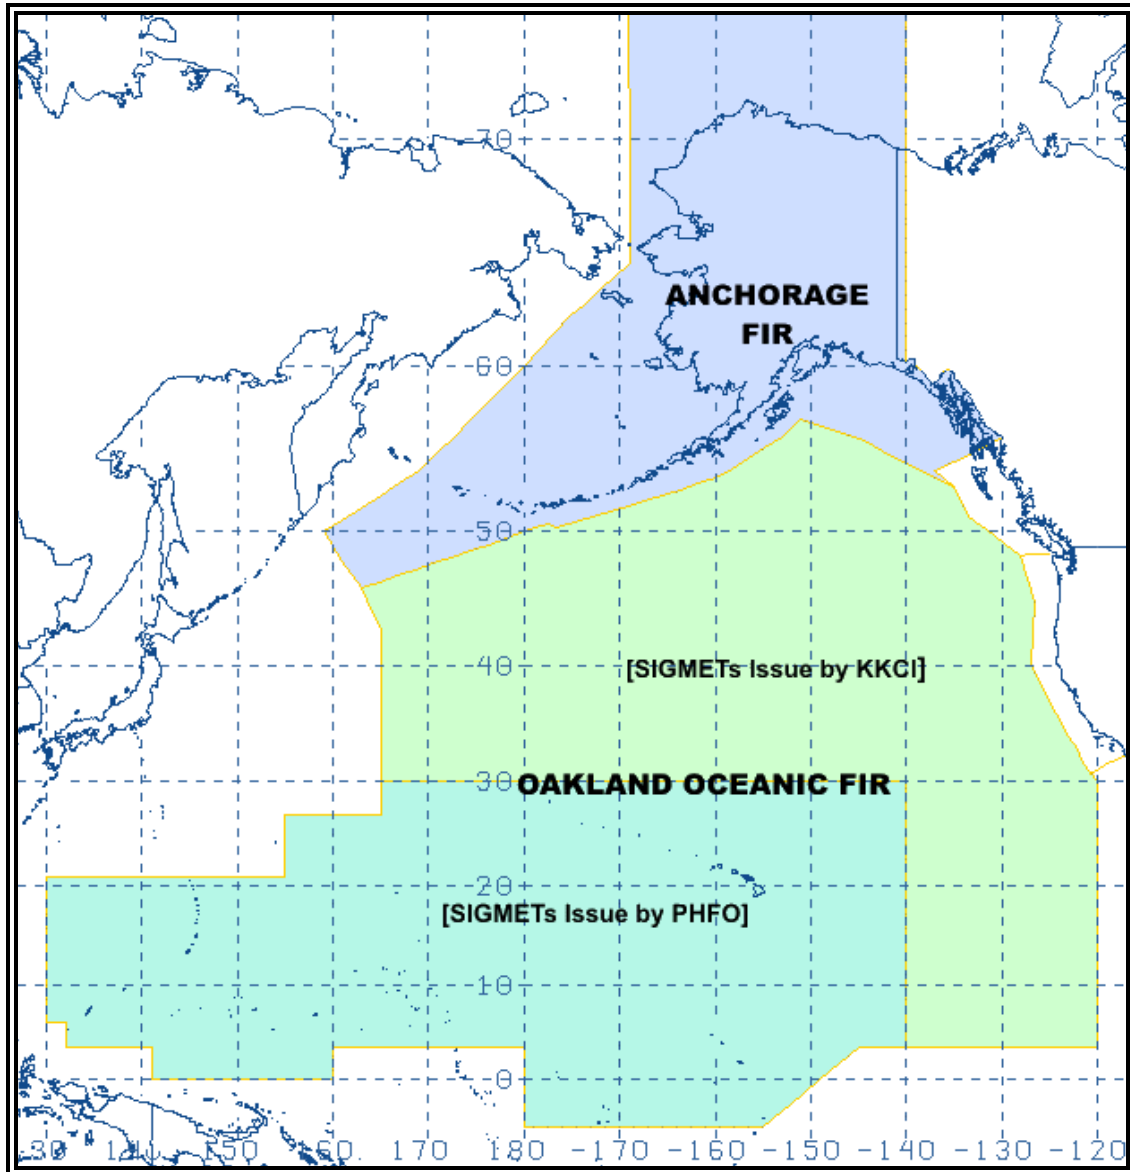 70
ANCHORAGE
FIR
60
50
40
[SIGMETs Issue by KKCI]
30
OAKLAND OCEANIC FIR
20
[SIGMETs Issue by PHFO]
10
0
130 140 150 160 170 180 -170 -160 -150 -140 -130 -120